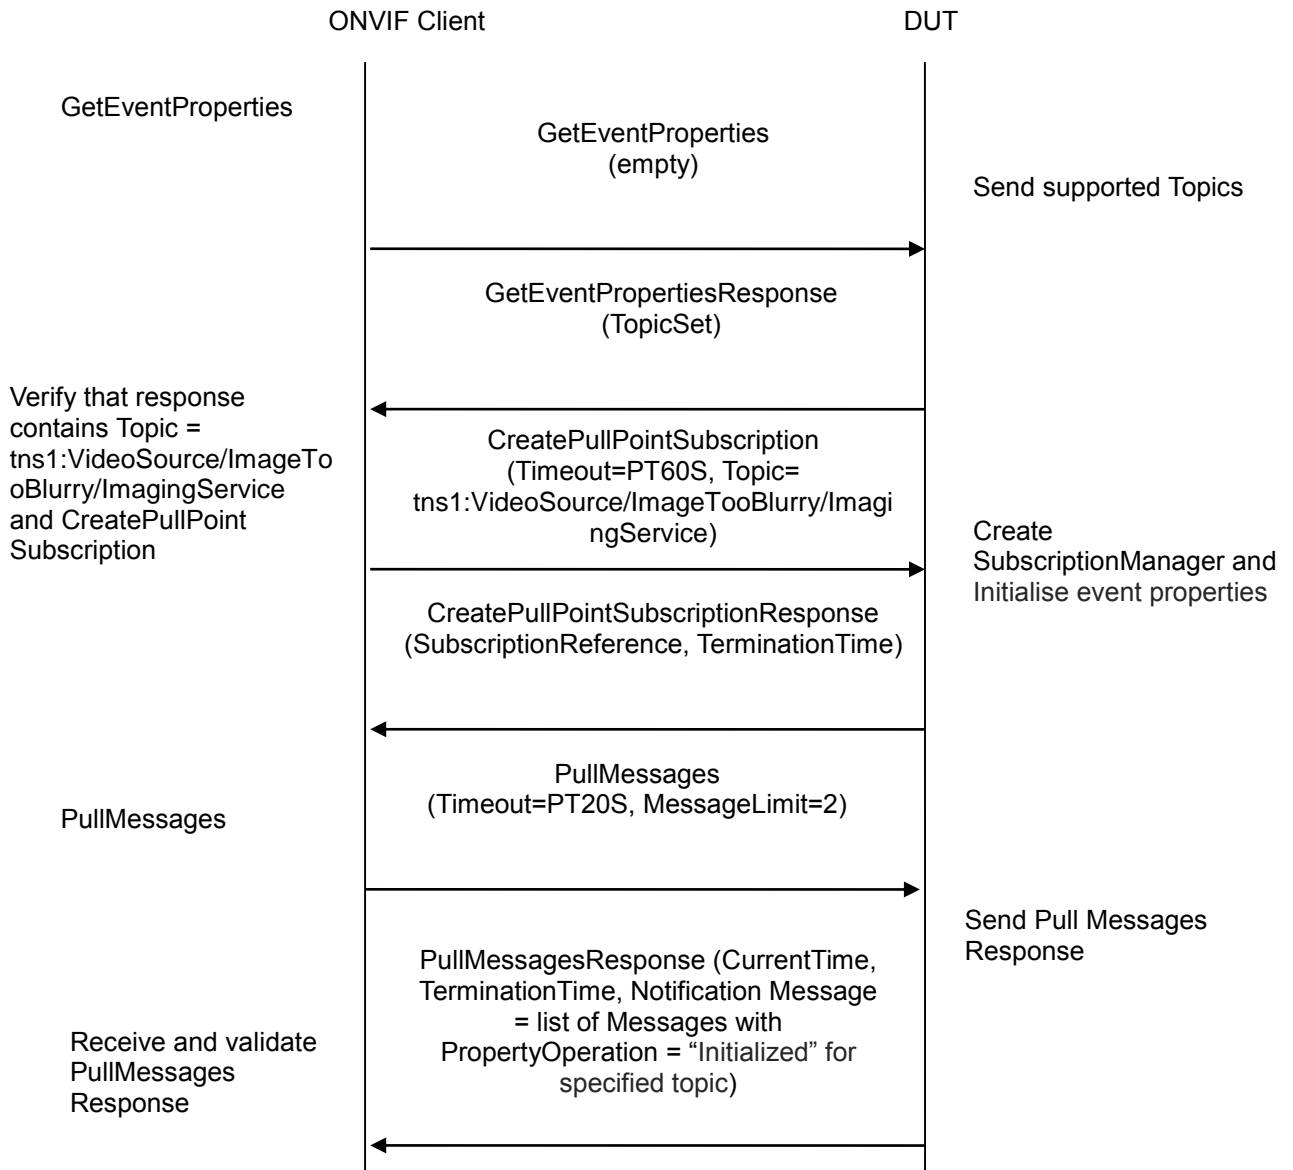 ONVIF Client
DUT
GetEventProperties
GetEventProperties
(empty)
Send supported Topics
GetEventPropertiesResponse
(TopicSet)
Verify that response
contains Topic =
tns1:VideoSource/ImageTo
oBlurry/ImagingService
and CreatePullPoint
Subscription
CreatePullPointSubscription
(Timeout=PT60S, Topic=
tns1:VideoSource/ImageTooBlurry/Imagi
ngService)
Create
SubscriptionManager and
Initialise event properties
CreatePullPointSubscriptionResponse
(SubscriptionReference, TerminationTime)
PullMessages
(Timeout=PT20S, MessageLimit=2)
PullMessages
Send Pull Messages
Response
PullMessagesResponse (CurrentTime,
TerminationTime, Notification Message
= list of Messages with
PropertyOperation = “Initialized” for
specified topic)
Receive and validate
PullMessages
Response